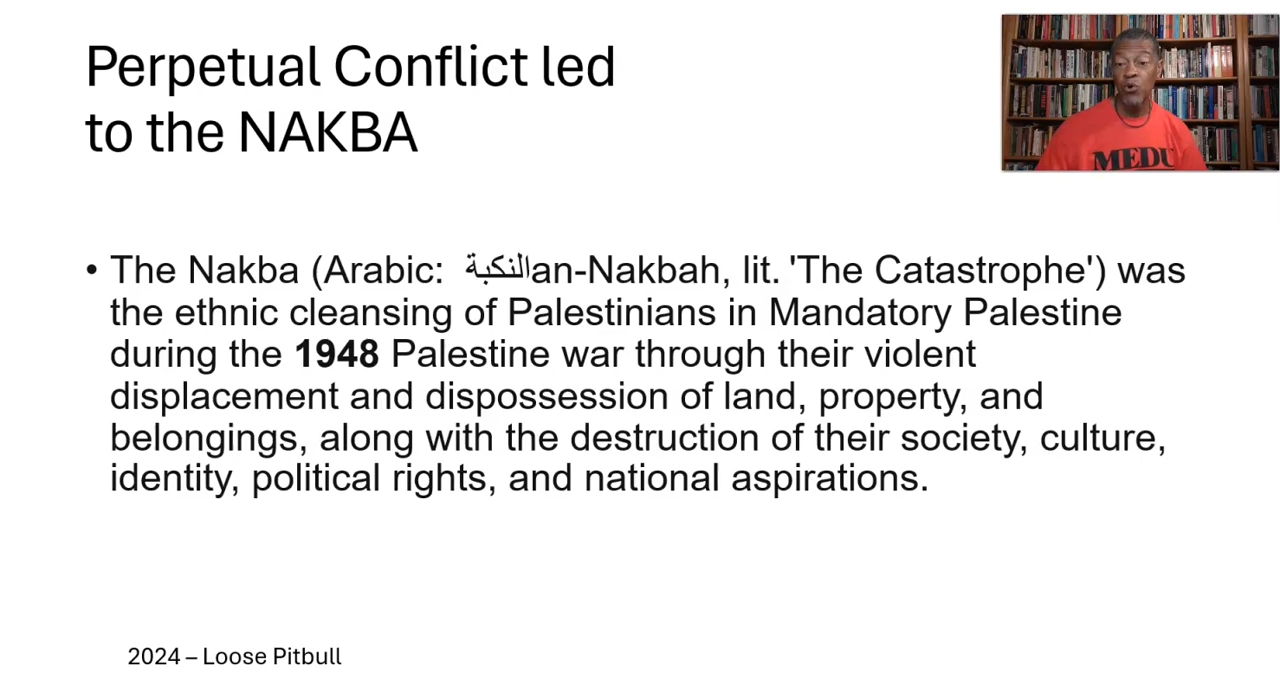 Perpetual Conflict led
to the NAKBA
MEDU
• The Nakba (Arabic: النكبةan-Nakbah, lit. 'The Catastrophe') was
the ethnic cleansing of Palestinians in Mandatory Palestine
during the 1948 Palestine war through their violent
displacement and dispossession of land, property, and
belongings, along with the destruction of their society, culture,
identity, political rights, and national aspirations.
2024 – Loose Pitbull